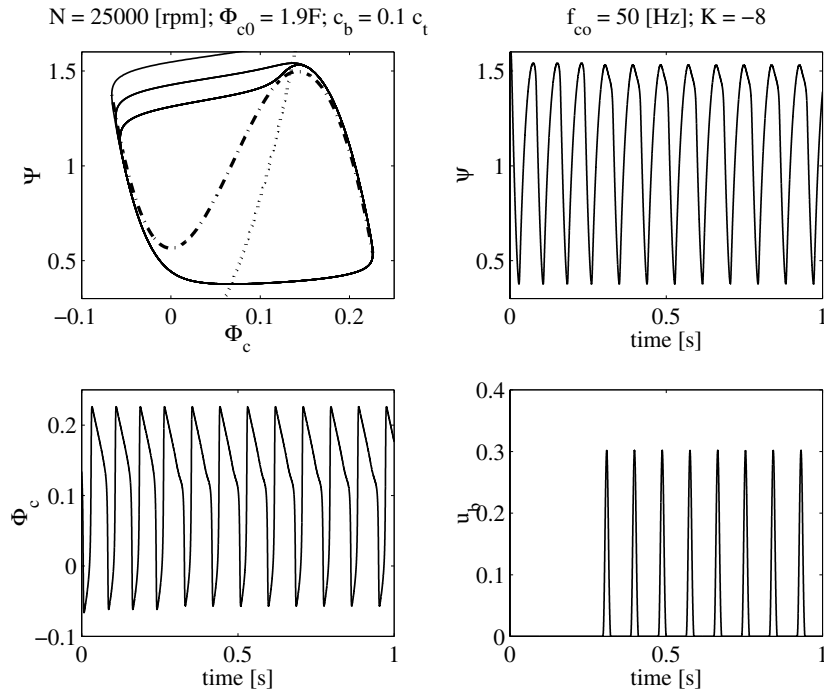 N = 25000 [rpm]; Φc0 = 1.9F; cb = 0.1 ct
fco = 50 [Hz]; K = −8
1.5
1
0.5
Ψ
−0.1
0
0.1
0.2
Φc
1.5
1
0.5
ψ
0
0.5
1
time [s]
0.2
0.1
0
−0.1
Φc
0
0.5
1
time [s]
0.4
0.3
0.2
0.1
0
ub
0
0.5
1
time [s]